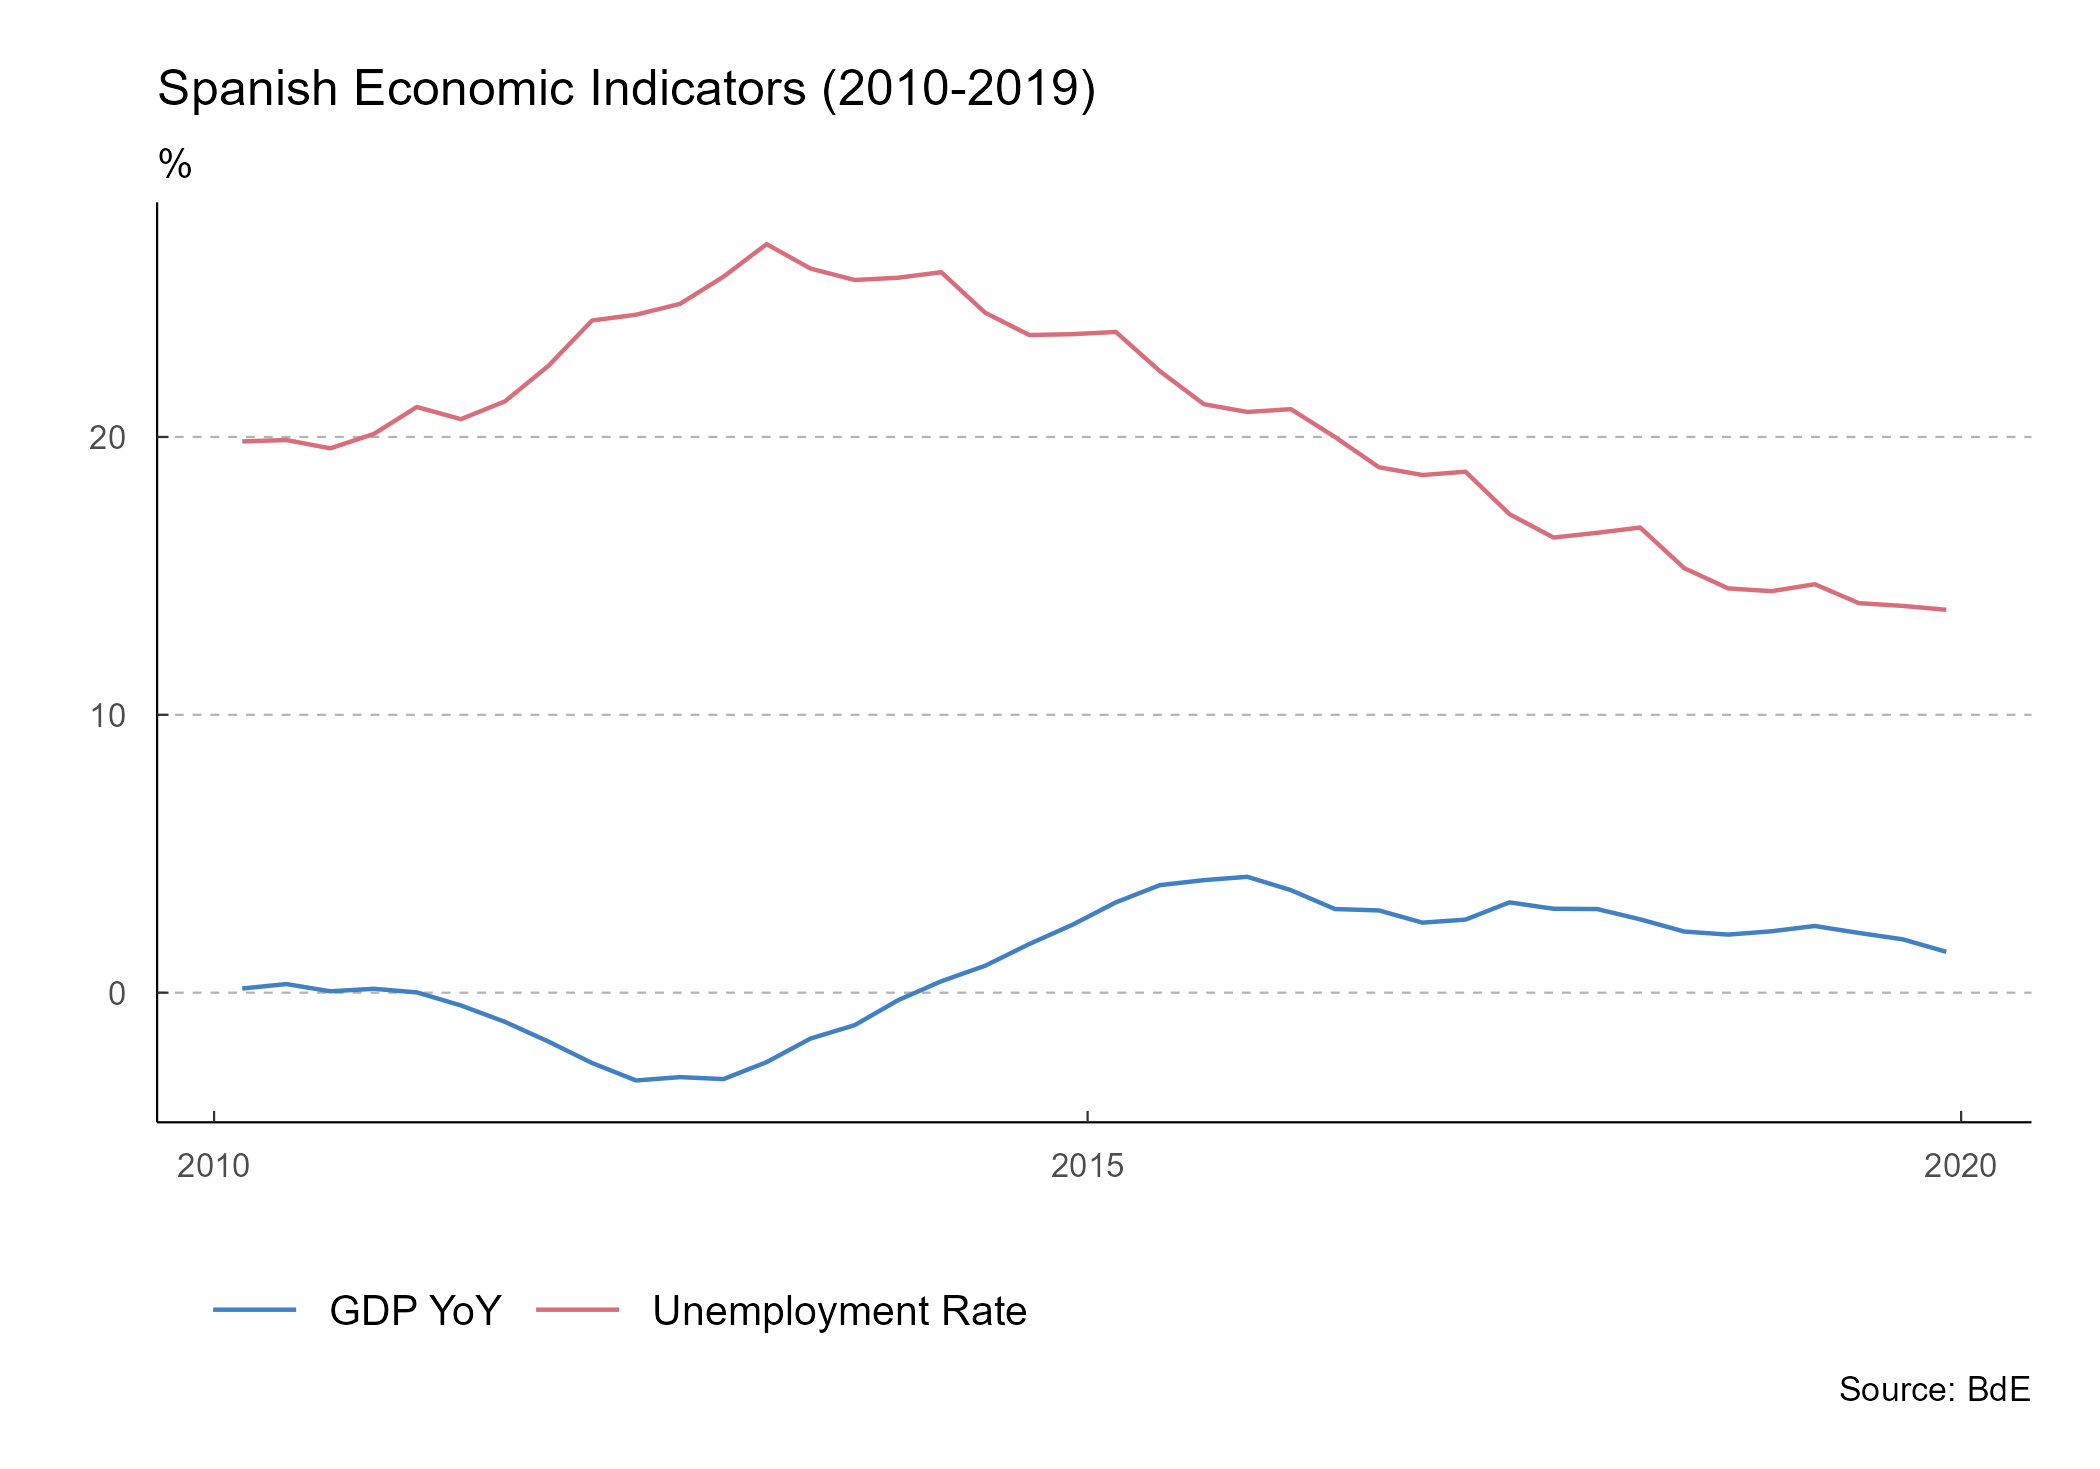 Spanish Economic Indicators (2010-2019)
%
20
10
0
2010 2015 2020
GDP YoY Unemployment Rate
Source: BdE